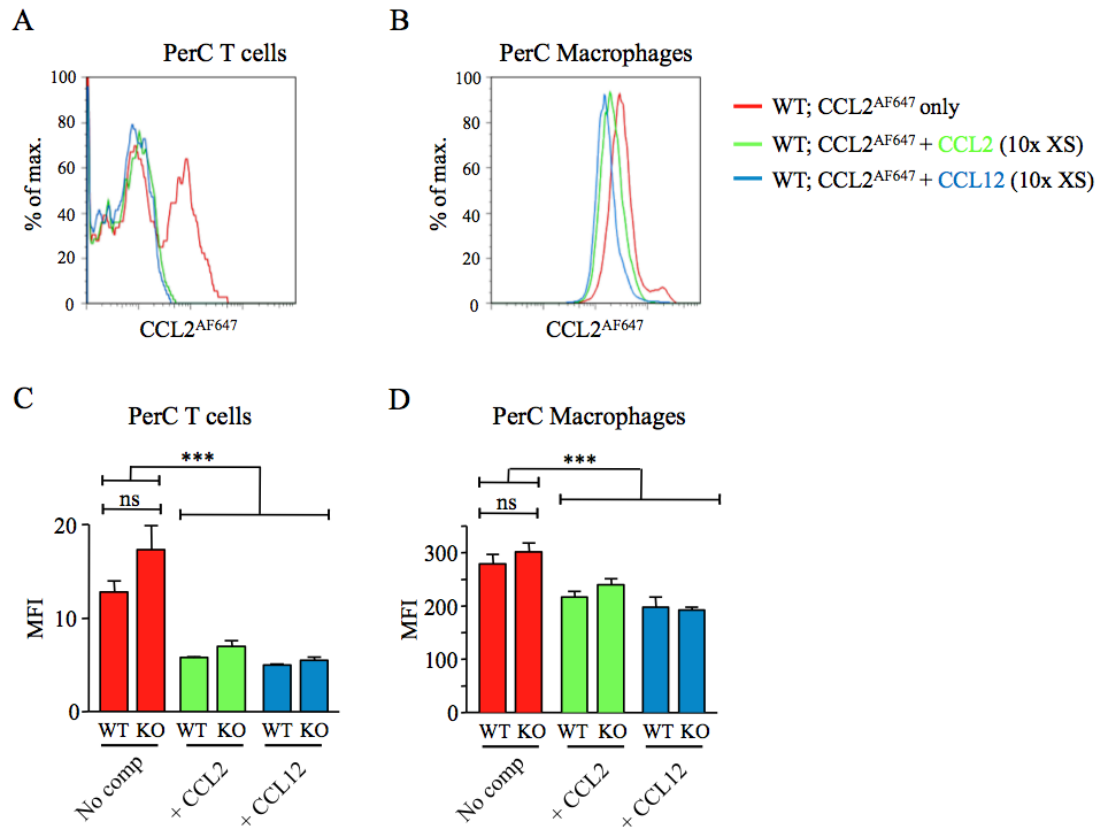 A
PerC T cells
100
80
60
40
20
0
% of max.
CCL2AF647
B
PerC Macrophages
100
80
60
40
20
0
% of max.
CCL2AF647
WT; CCL2AF647 only
WT; CCL2AF647 + CCL2 (10x XS)
WT; CCL2AF647 + CCL12 (10x XS)
C
PerC T cells
***
ns
20
10
0
MFI
WT KO WT KO WT KO
No comp
+ CCL2
+ CCL12
D
PerC Macrophages
***
ns
300
200
100
0
MFI
WT KO WT KO WT KO
No comp
+ CCL2
+ CCL12